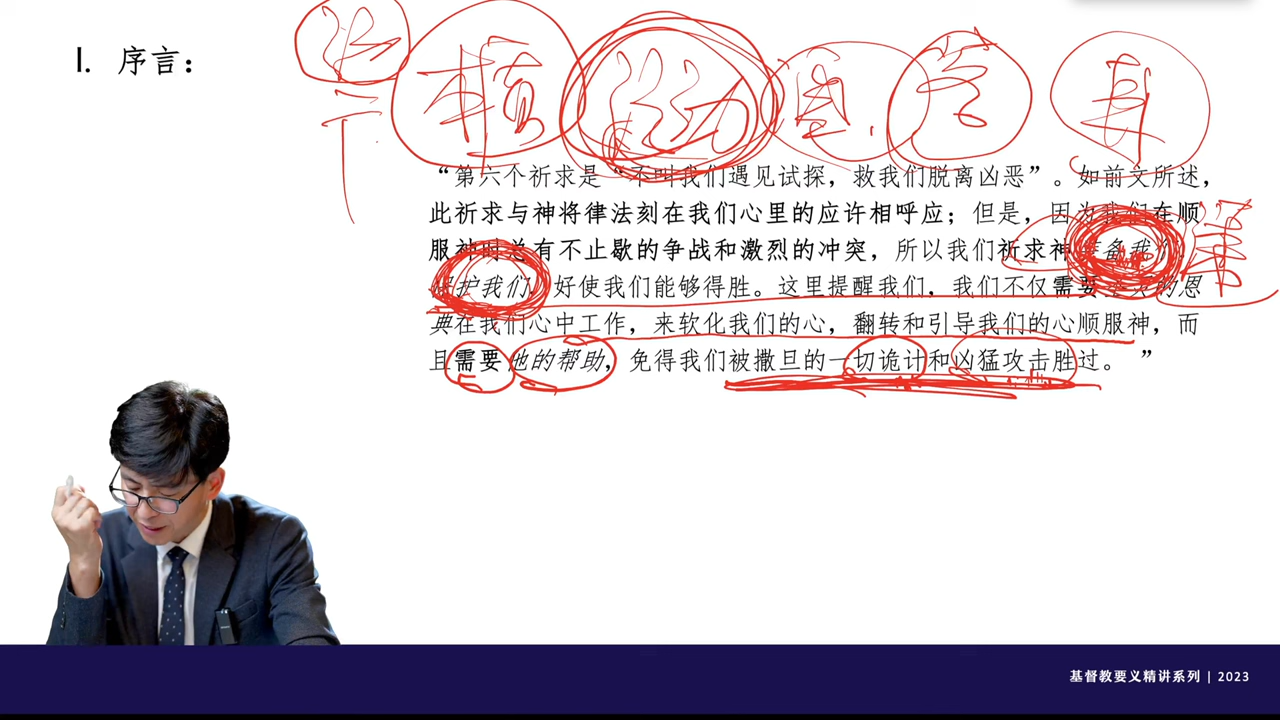 I. 序言：
“第六个祈求是“不叫我们遇见试探，救我们脱离凶恶”。如前文所述，
此祈求与神将律法刻在我们心里的应许相呼应；但是，因为我们在顺
服神时总有不止歇的争战和激烈的冲突，所以我们祈求神 备我们、
保护我们，好使我们能够得胜。这里提醒我们，我们不仅需要 的恩
典在我们心中工作，来软化我们的心，翻转和引导我们的心顺服神，而
且需要他的帮助，免得我们被撒旦的一切诡计和凶猛攻击胜过。”
基督教要义精讲系列 | 2023